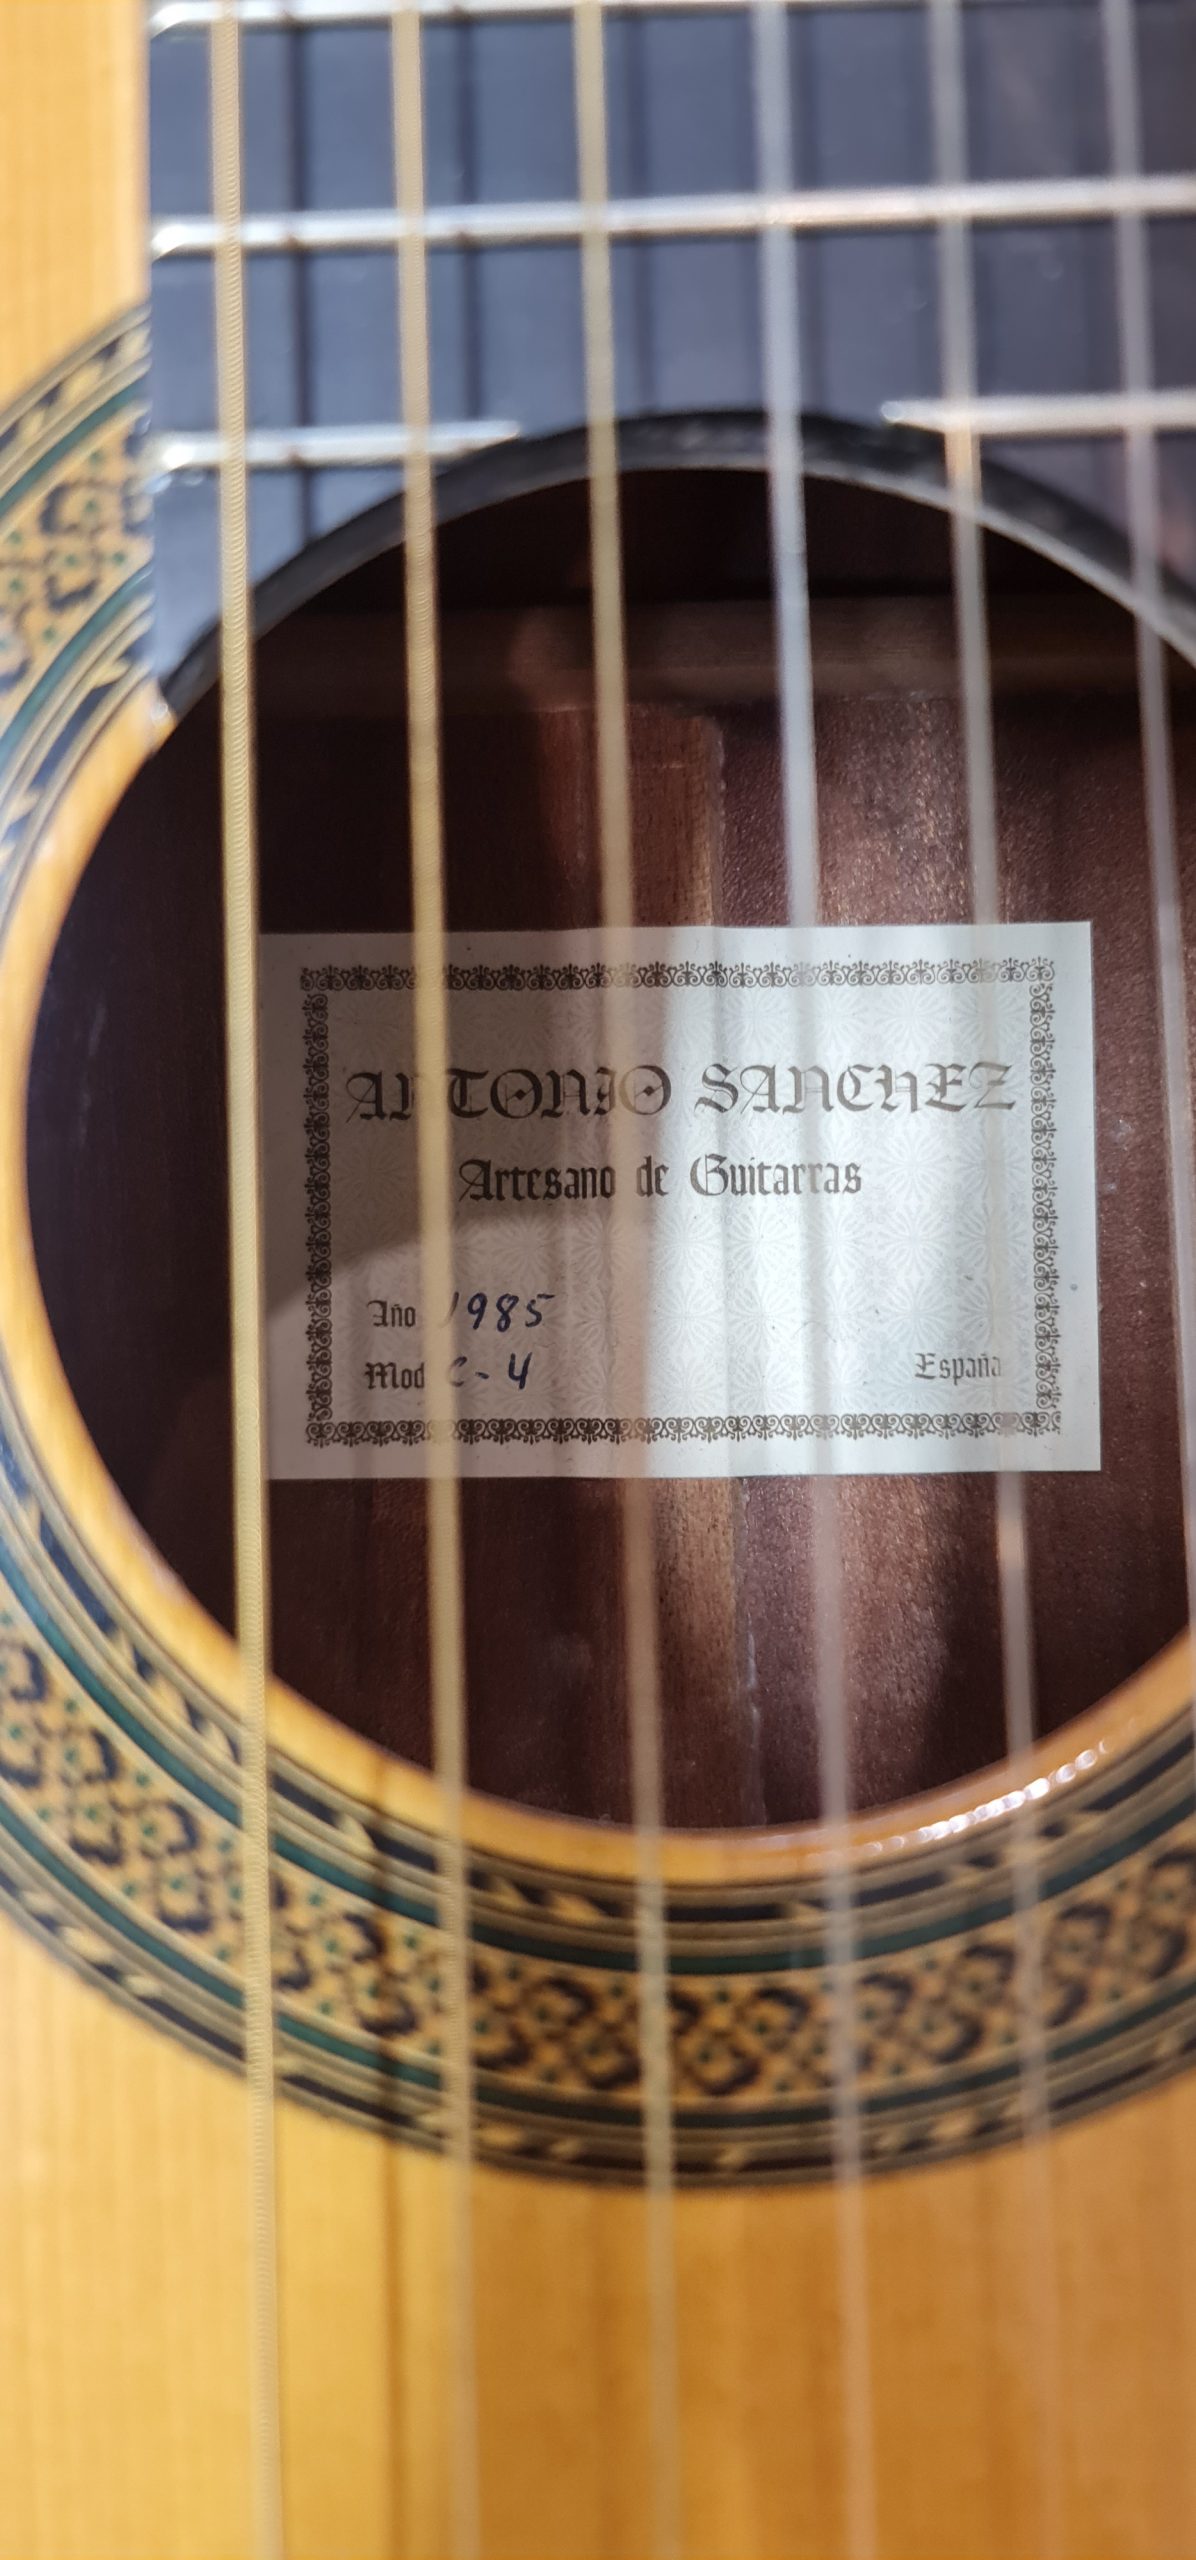 ANTONIO SANCHEZ
Artesano de Guitarras
Año 1985
Mod C-4
España